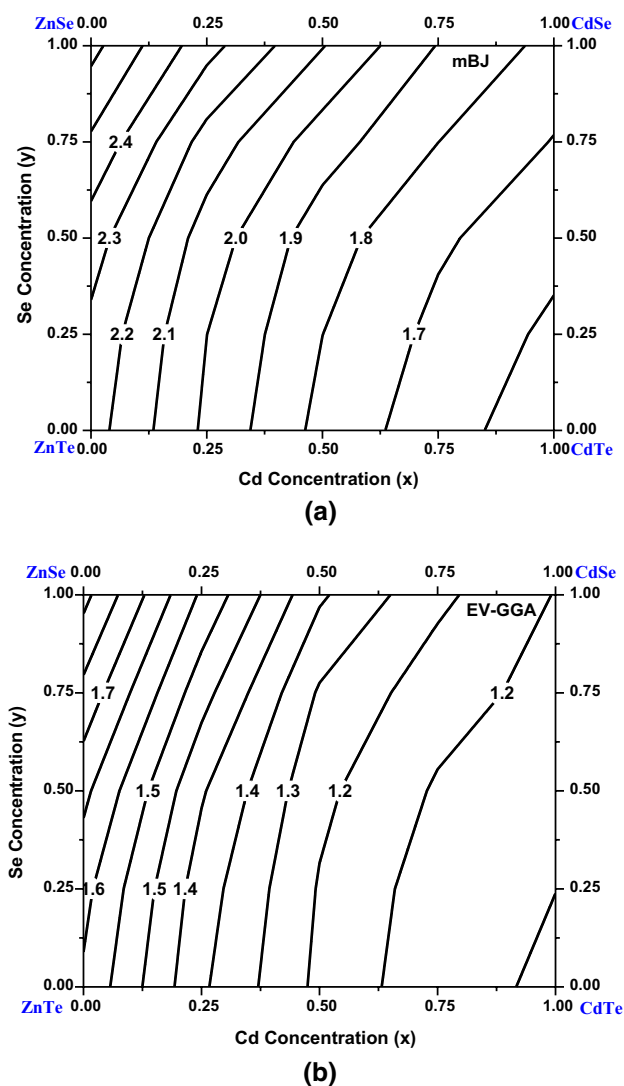 ZnSe 0.00 0.25 0.50 0.75 1.00 CdSe
1.00 mBJ 1.00
0.75 2.4 0.75
Se Concentration (y)
2.3 2.0 1.9 1.8
0.50 0.50
0.25 2.2 2.1 1.7 0.25
0.00 0.00
ZnTe 0.00 0.25 0.50 0.75 1.00 CdTe
Cd Concentration (x)
(a)
ZnSe 0.00 0.25 0.50 0.75 1.00 CdSe
1.00 EV-GGA 1.00
0.75 1.7 1.2 0.75
Se Concentration (y)
0.50 1.5 1.4 1.3 1.2 0.50
0.25 1.6 1.5 1.4 0.25
0.00 0.00
ZnTe 0.00 0.25 0.50 0.75 1.00 CdTe
Cd Concentration (x)
(b)